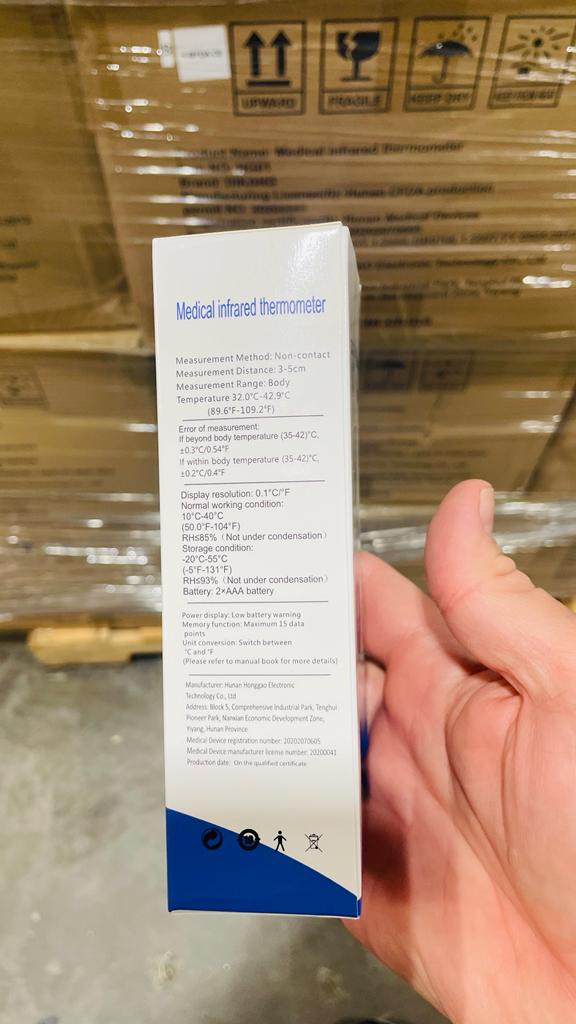 UPWARD
FRAGILE
KEEP DRY
Product Name: Medical infrared thermometer
Medical infrared thermometer
Measurement Method: Non-contact
Measurement Distance: 3-5cm
Measurement Range: Body
Temperature 32.0°C-42.9°C
(89.6°F-109.2°F)
Error of measurement:
If beyond body temperature (35-42)°C,
±0.3°C/0.54°F
If within body temperature (35-42)°C,
±0.2°C/0.4°F
Display resolution: 0.1°C/°F
Normal working condition:
10°C-40°C
(50.0°F-104°F)
RH≤85%（Not under condensation）
Storage condition:
-20°C-55°C
(-5°F-131°F)
RH≤93%（Not under condensation）
Battery: 2×AAA battery
Power display: Low battery warning
Memory function: Maximum 15 data
points
Unit conversion: Switch between
°C and °F
(Please refer to manual book for more details)
Manufacturer: Hunan Honggao Electronic
Technology Co., Ltd
Address: Block 5, Comprehensive Industrial Park, Tenghui
Pioneer Park, Nanxian Economic Development Zone,
Yiyang, Hunan Province
Medical Device registration number: 20202070605
Medical Device manufacturer license number: 20200041
Production date: On the qualified certificate
10